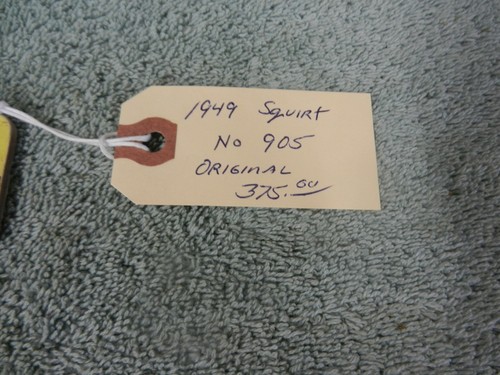 1949 Squirt
No 905
ORIGINAL
375.00